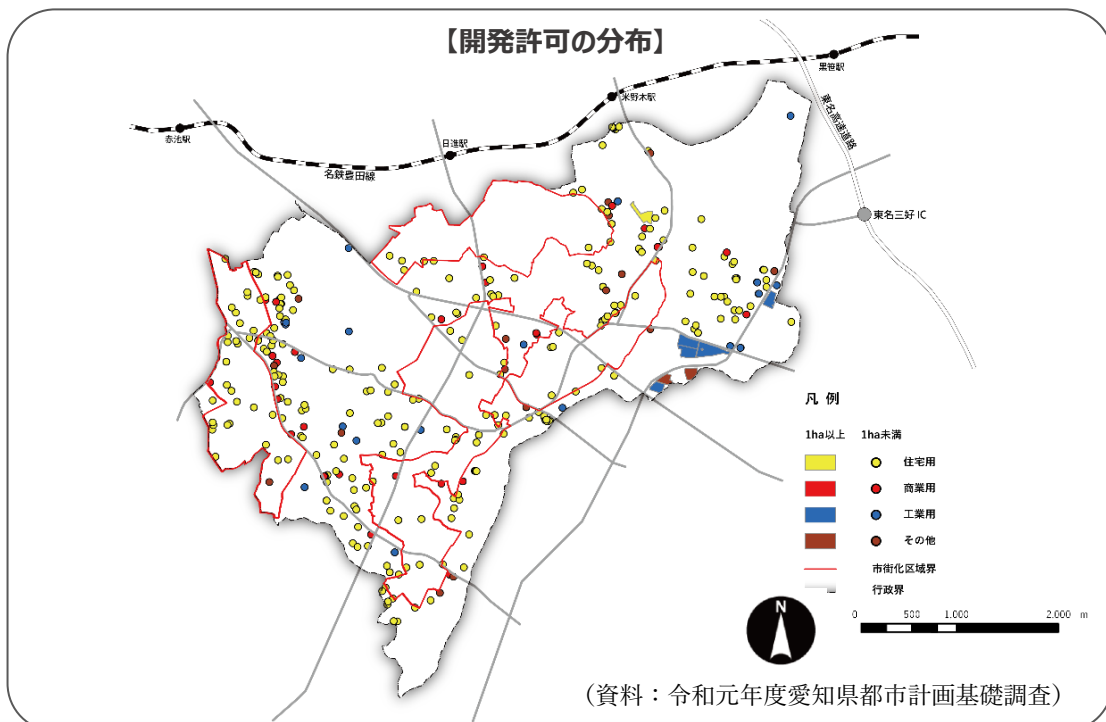 【開発許可の分布】
黒笹駅
米野木駅
東名高速道路
赤池駅
日進駅
名鉄豊田線
東名三好 IC
凡 例
1ha以上 1ha未満
住宅用
商業用
工業用
その他
市街化区域界
行政界
N
0 500 1,000 2,000 m
(資料:令和元年度愛知県都市計画基礎調査)